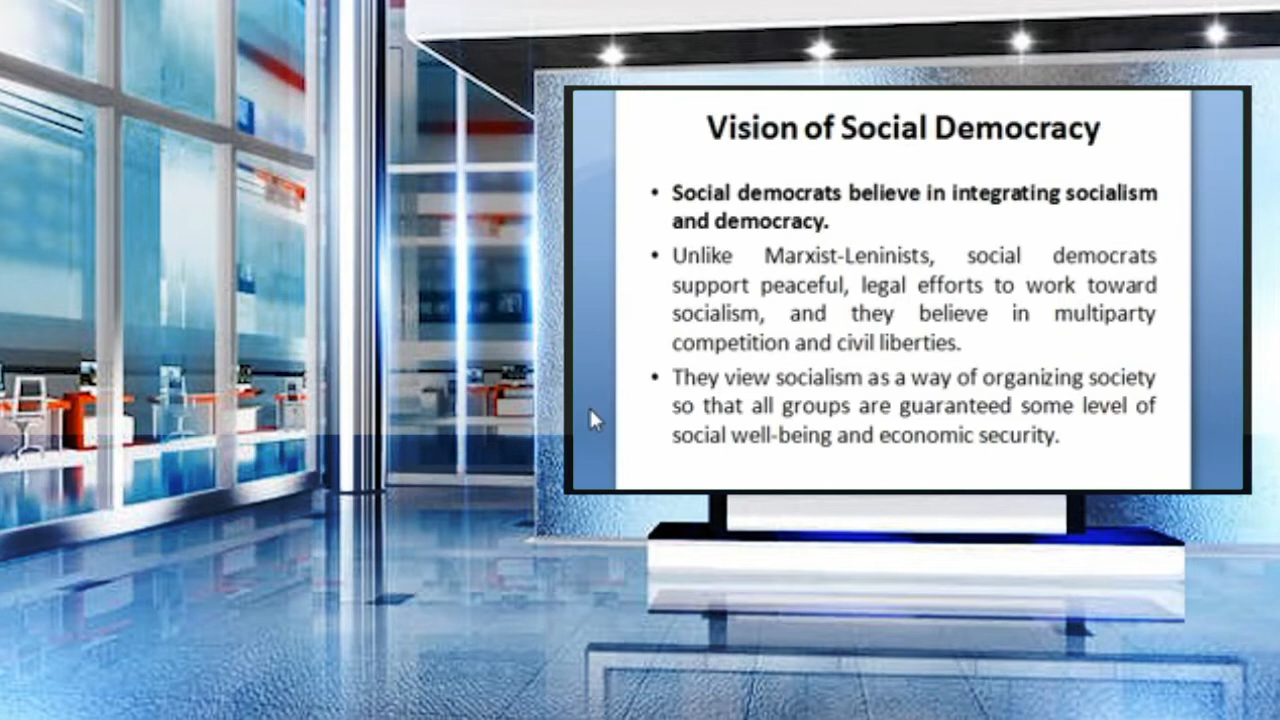 Vision of Social Democracy
• Social democrats believe in integrating socialism
and democracy.
• Unlike Marxist-Leninists, social democrats
support peaceful, legal efforts to work toward
socialism, and they believe in multiparty
competition and civil liberties.
• They view socialism as a way of organizing society
so that all groups are guaranteed some level of
social well-being and economic security.